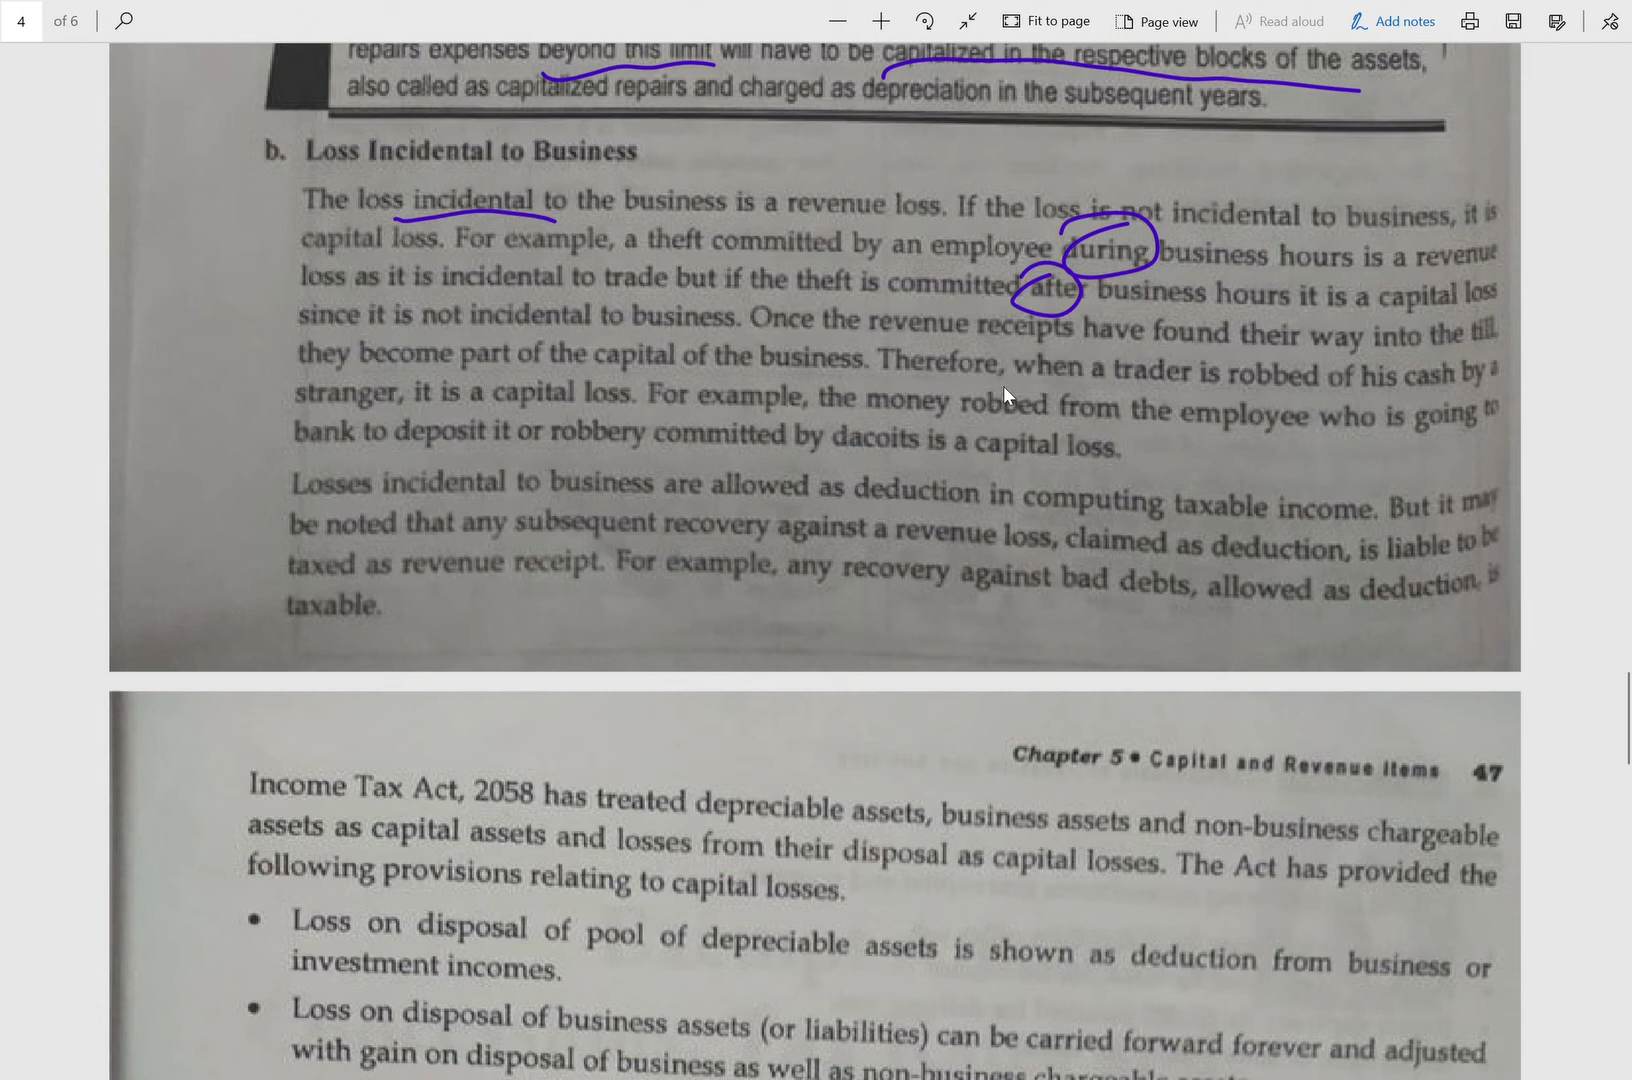 4 of 6 Fit to page Page view Read aloud Add notes
repairs expenses beyond this limit will have to be capitalized in the respective blocks of the assets,
also called as capitalized repairs and charged as depreciation in the subsequent years.
b. Loss Incidental to Business
The loss incidental to the business is a revenue loss. If the loss is not incidental to business, it is
capital loss. For example, a theft committed by an employee during business hours is a revenue
loss as it is incidental to trade but if the theft is committed after business hours it is a capital loss
since it is not incidental to business. Once the revenue receipts have found their way into the till,
they become part of the capital of the business. Therefore, when a trader is robbed of his cash by a
stranger, it is a capital loss. For example, the money robbed from the employee who is going to
bank to deposit it or robbery committed by dacoits is a capital loss.
Losses incidental to business are allowed as deduction in computing taxable income. But it may
be noted that any subsequent recovery against a revenue loss, claimed as deduction, is liable to be
taxed as revenue receipt. For example, any recovery against bad debts, allowed as deduction, is
taxable.
Chapter 5 • Capital and Revenue Items 47
Income Tax Act, 2058 has treated depreciable assets, business assets and non-business chargeable
assets as capital assets and losses from their disposal as capital losses. The Act has provided the
following provisions relating to capital losses.
• Loss on disposal of pool of depreciable assets is shown as deduction from business or
investment incomes.
• Loss on disposal of business assets (or liabilities) can be carried forward forever and adjusted
with gain on disposal of business as well as non-business chargeable assets